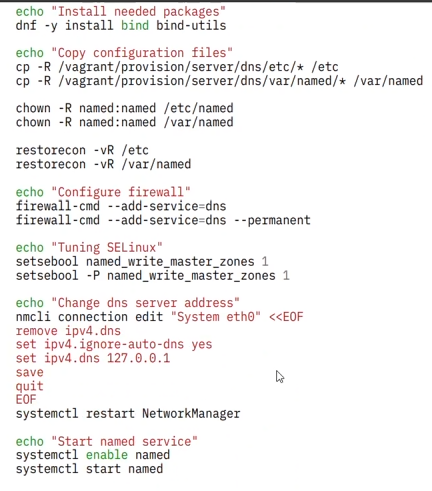 echo "Install needed packages"
dnf -y install bind bind-utils
echo "Copy configuration files"
cp -R /vagrant/provision/server/dns/etc/* /etc
cp -R /vagrant/provision/server/dns/var/named/* /var/named
chown -R named:named /etc/named
chown -R named:named /var/named
restorecon -vR /etc
restorecon -vR /var/named
echo "Configure firewall"
firewall-cmd --add-service=dns
firewall-cmd --add-service=dns --permanent
echo "Tuning SELinux"
setsebool named_write_master_zones 1
setsebool -P named_write_master_zones 1
echo "Change dns server address"
nmcli connection edit "System eth0" <<EOF
remove ipv4.dns
set ipv4.ignore-auto-dns yes
set ipv4.dns 127.0.0.1
save
quit
EOF
systemctl restart NetworkManager
echo "Start named service"
systemctl enable named
systemctl start named